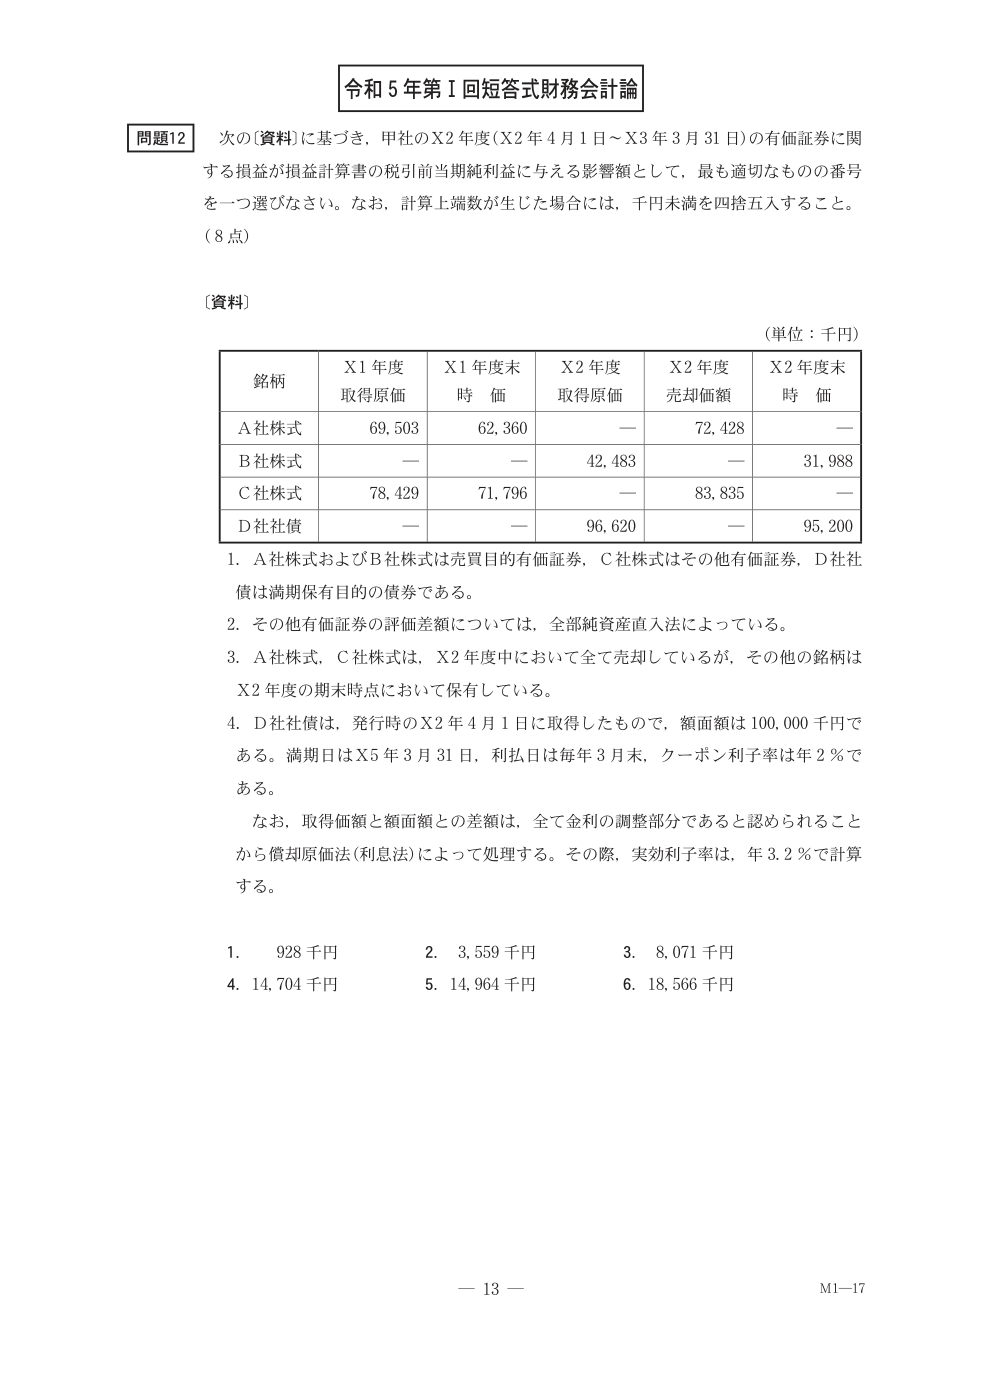 令和5年第Ⅰ回短答式財務会計論
問題12　次の〔資料〕に基づき，甲社のX2年度（X2年4月1日～X3年3月31日）の有価証券に関
する損益が損益計算書の税引前当期純利益に与える影響額として，最も適切なものの番号
を一つ選びなさい。なお，計算上端数が生じた場合には，千円未満を四捨五入すること。
（8点）
〔資料〕
（単位：千円）
銘柄　X1年度取得原価　X1年度末時　価　X2年度取得原価　X2年度売却価額　X2年度末時　価
A社株式　69,503　62,360　―　72,428　―
B社株式　―　―　42,483　―　31,988
C社株式　78,429　71,796　―　83,835　―
D社社債　―　―　96,620　―　95,200
1．A社株式およびB社株式は売買目的有価証券，C社株式はその他有価証券，D社社
債は満期保有目的の債券である。
2．その他有価証券の評価差額については，全部純資産直入法によっている。
3．A社株式，C社株式は，X2年度中において全て売却しているが，その他の銘柄は
X2年度の期末時点において保有している。
4．D社社債は，発行時のX2年4月1日に取得したもので，額面額は100,000千円で
ある。満期日はX5年3月31日，利払日は毎年3月末，クーポン利子率は年2％で
ある。
なお，取得価額と額面額との差額は，全て金利の調整部分であると認められること
から償却原価法（利息法）によって処理する。その際，実効利子率は，年3.2％で計算
する。
1．　928千円　2．　3,559千円　3．　8,071千円
4．14,704千円　5．14,964千円　6．18,566千円
― 13 ―　M1―17